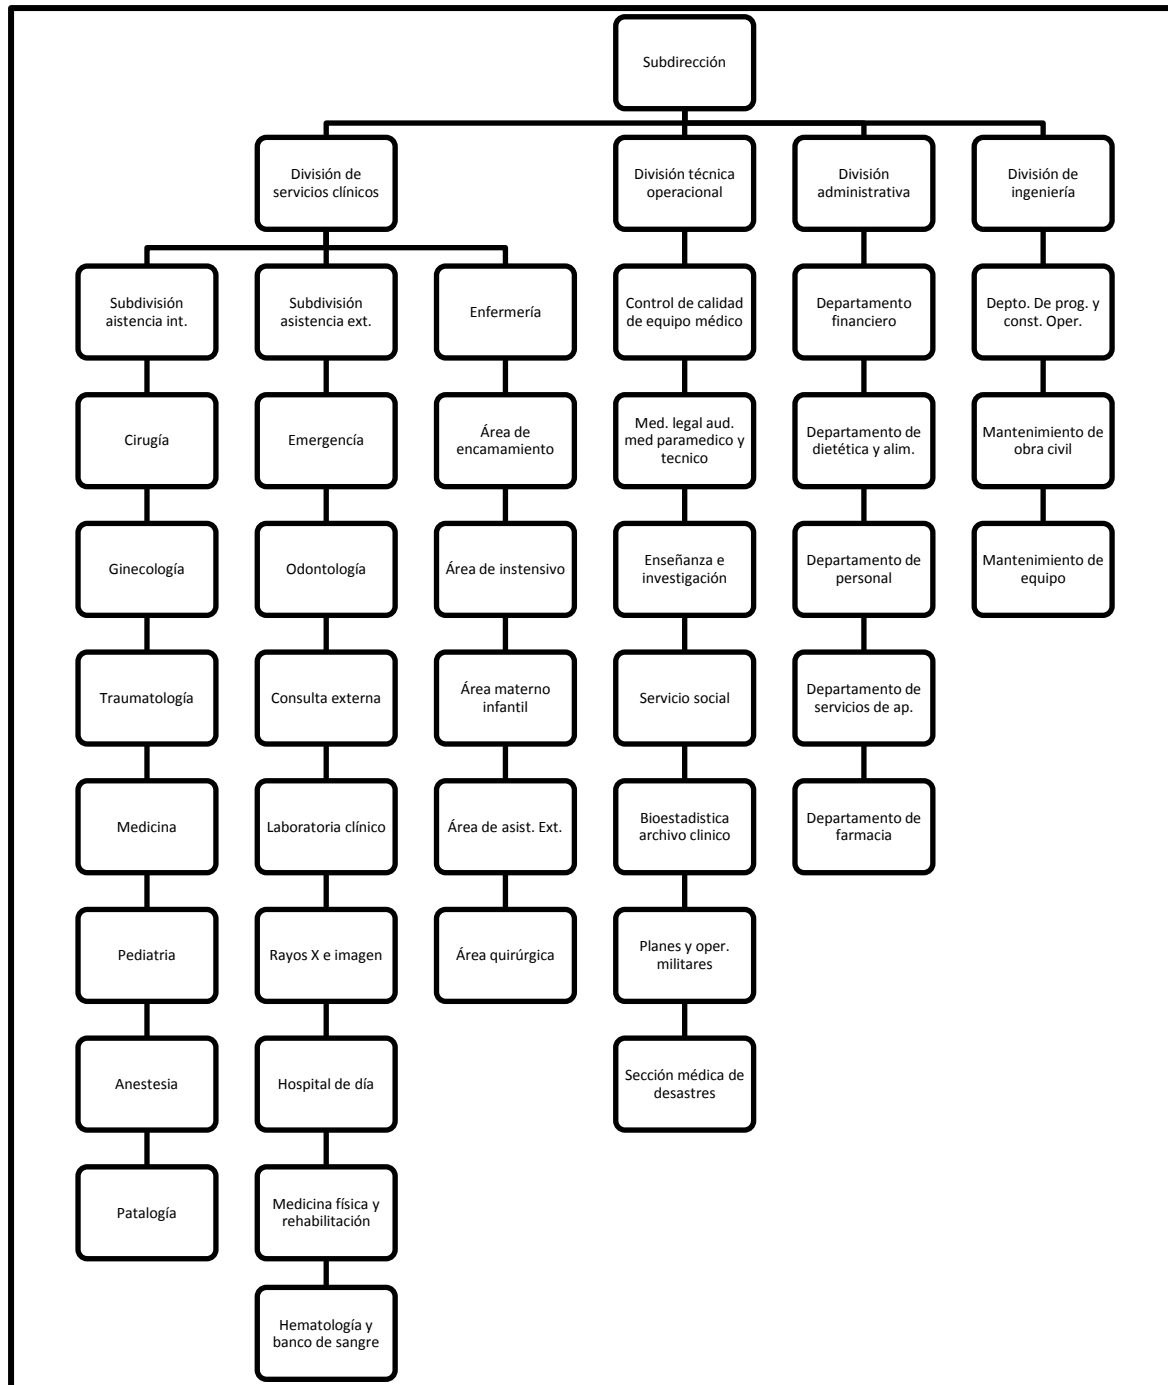 Subdirección
División de
servicios clínicos
División técnica
operacional
División
administrativa
División de
ingeniería
Subdivisión
aistencia int.
Subdivisión
asistencia ext.
Enfermería
Control de calidad
de equipo médico
Departamento
financiero
Depto. De prog. y
const. Oper.
Cirugía
Emergencía
Área de
encamamiento
Med. legal aud.
med paramedico y
tecnico
Departamento de
dietética y alim.
Mantenimiento de
obra civil
Ginecología
Odontología
Área de instensivo
Enseñanza e
investigación
Departamento de
personal
Mantenimiento de
equipo
Traumatología
Consulta externa
Área materno
infantil
Servicio social
Departamento de
servicios de ap.
Medicina
Laboratoria clínico
Área de asist. Ext.
Bioestadistica
archivo clinico
Departamento de
farmacia
Pediatria
Rayos X e imagen
Área quirúrgica
Planes y oper.
militares
Anestesia
Hospital de día
Sección médica de
desastres
Patalogía
Medicina física y
rehabilitación
Hematología y
banco de sangre